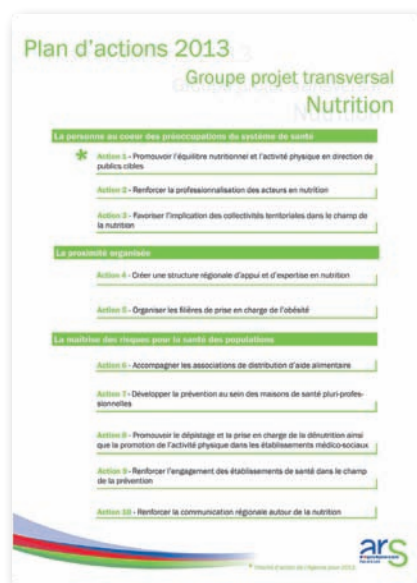 Plan d'actions 2013
Groupe projet transversal
Nutrition
La personne au coeur des préoccupations du système de santé
* Action 1 - Promouvoir l'équilibre nutritionnel et l'activité physique en direction de
publics cibles
Action 2 - Renforcer la professionnalisation des acteurs en nutrition
Action 3 - Favoriser l'implication des collectivités territoriales dans le champ de
la nutrition
La proximité organisée
Action 4 - Créer une structure régionale d'appui et d'expertise en nutrition
Action 5 - Organiser les filières de prise en charge de l'obésité
La maîtrise des risques pour la santé des populations
Action 6 - Accompagner les associations de distribution d'aide alimentaire
Action 7 - Développer la prévention au sein des maisons de santé pluri-profes-
sionnelles
Action 8 - Promouvoir le dépistage et la prise en charge de la dénutrition ainsi
que la promotion de l'activité physique dans les établissements médico-sociaux
Action 9 - Renforcer l'engagement des établissements de santé dans le champ
de la prévention
Action 10 - Renforcer la communication régionale autour de la nutrition
ars